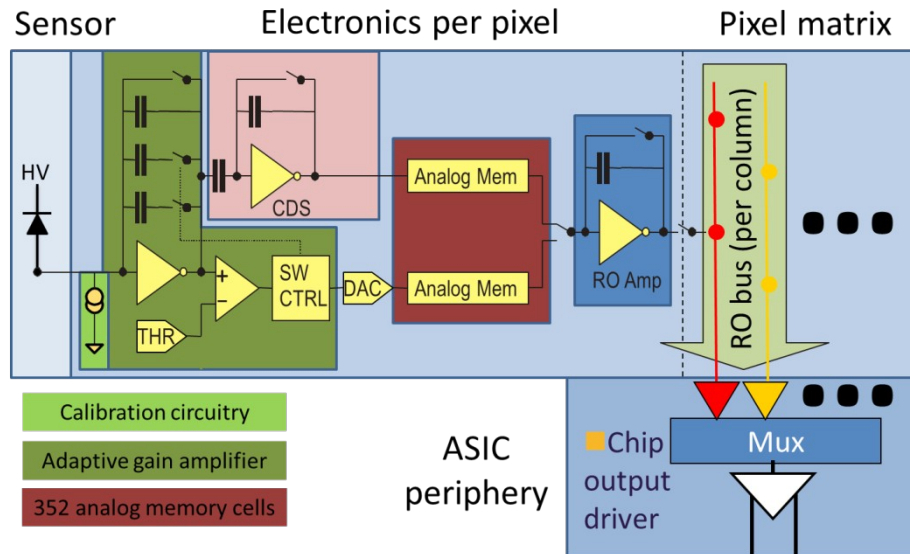 Sensor
Electronics per pixel
Pixel matrix
HV
CDS
Analog Mem
Analog Mem
SW
CTRL
DAC
THR
+
−
RO Amp
RO bus (per column)
Calibration circuitry
Adaptive gain amplifier
352 analog memory cells
ASIC
periphery
Mux
Chip
output
driver